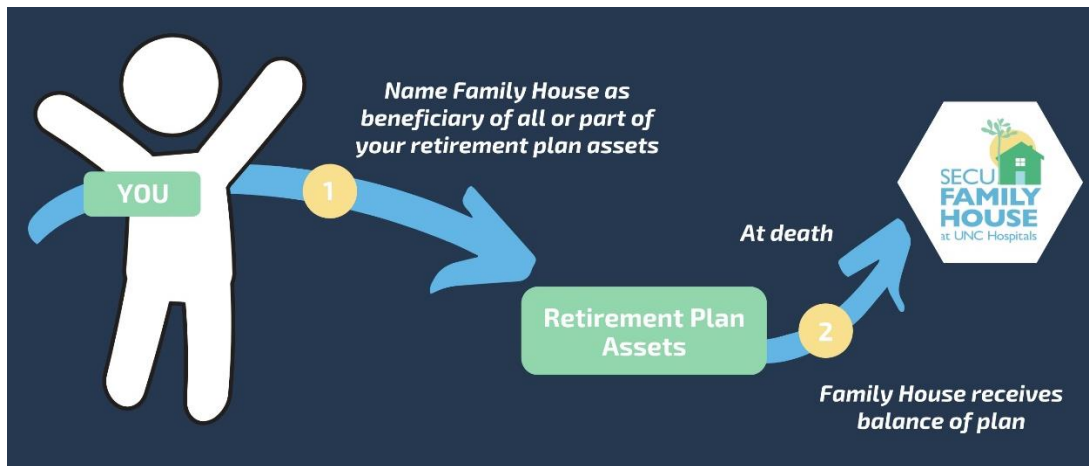 Name Family House as
beneficiary of all or part of
your retirement plan assets
YOU
1
SECU
FAMILY
HOUSE
at UNC Hospitals
At death
Retirement Plan
Assets
2
Family House receives
balance of plan